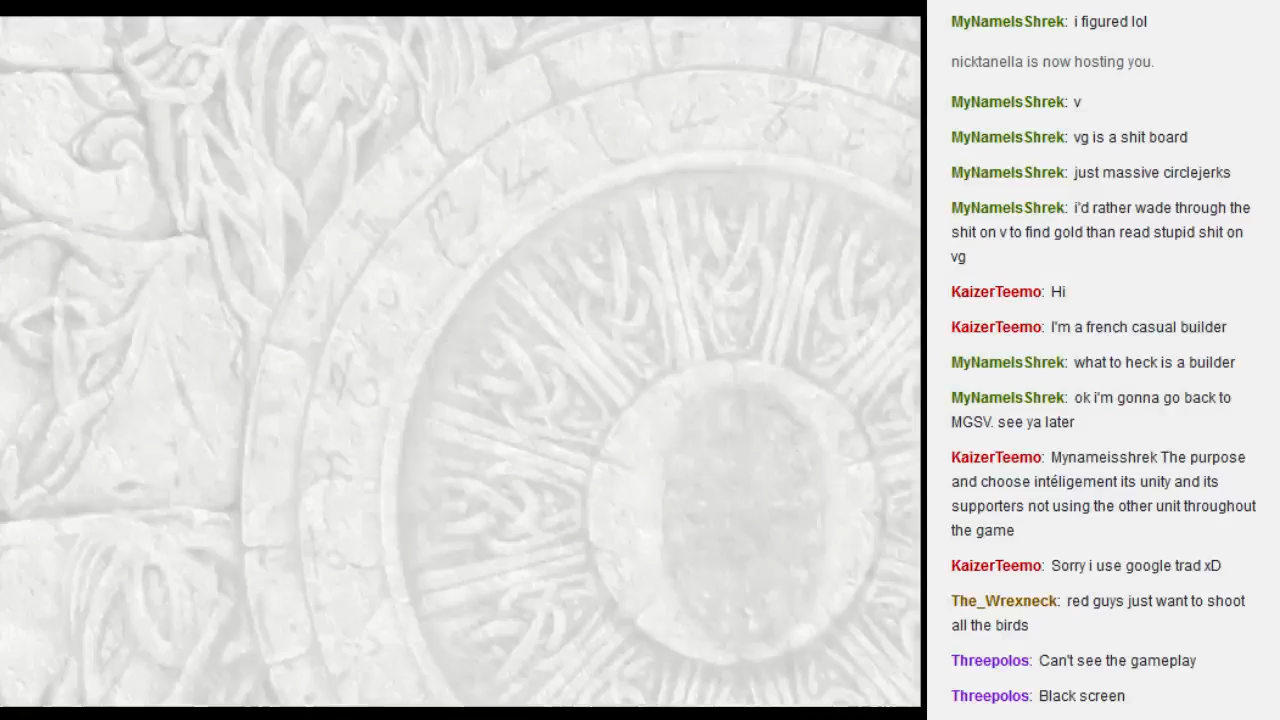 MyNameIsShrek: i figured lol
nicktanella is now hosting you.
MyNameIsShrek: v
MyNameIsShrek: vg is a shit board
MyNameIsShrek: just massive circlejerks
MyNameIsShrek: i'd rather wade through the
shit on v to find gold than read stupid shit on
vg
KaizerTeemo: Hi
KaizerTeemo: I'm a french casual builder
MyNameIsShrek: what to heck is a builder
MyNameIsShrek: ok i'm gonna go back to
MGSV. see ya later
KaizerTeemo: Mynameisshrek The purpose
and choose intéligement its unity and its
supporters not using the other unit throughout
the game
KaizerTeemo: Sorry i use google trad xD
The_Wrexneck: red guys just want to shoot
all the birds
Threepolos: Can't see the gameplay
Threepolos: Black screen